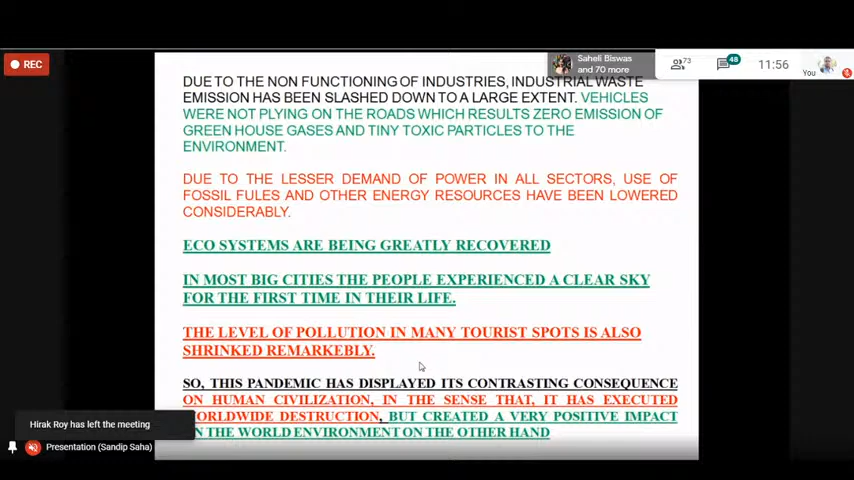 REC
Saheli Biswas
and 70 more
73
48
11:56
You
DUE TO THE NON FUNCTIONING OF INDUSTRIES, INDUSTRIAL WASTE
EMISSION HAS BEEN SLASHED DOWN TO A LARGE EXTENT. VEHICLES
WERE NOT PLYING ON THE ROADS WHICH RESULTS ZERO EMISSION OF
GREEN HOUSE GASES AND TINY TOXIC PARTICLES TO THE
ENVIRONMENT.
DUE TO THE LESSER DEMAND OF POWER IN ALL SECTORS, USE OF
FOSSIL FULES AND OTHER ENERGY RESOURCES HAVE BEEN LOWERED
CONSIDERABLY.
ECO SYSTEMS ARE BEING GREATLY RECOVERED
IN MOST BIG CITIES THE PEOPLE EXPERIENCED A CLEAR SKY
FOR THE FIRST TIME IN THEIR LIFE.
THE LEVEL OF POLLUTION IN MANY TOURIST SPOTS IS ALSO
SHRINKED REMARKEBLY.
SO, THIS PANDEMIC HAS DISPLAYED ITS CONTRASTING CONSEQUENCE
ON HUMAN CIVILIZATION, IN THE SENSE THAT, IT HAS EXECUTED
WORLDWIDE DESTRUCTION, BUT CREATED A VERY POSITIVE IMPACT
ON THE WORLD ENVIRONMENT ON THE OTHER HAND
Hirak Roy has left the meeting
Presentation (Sandip Saha)